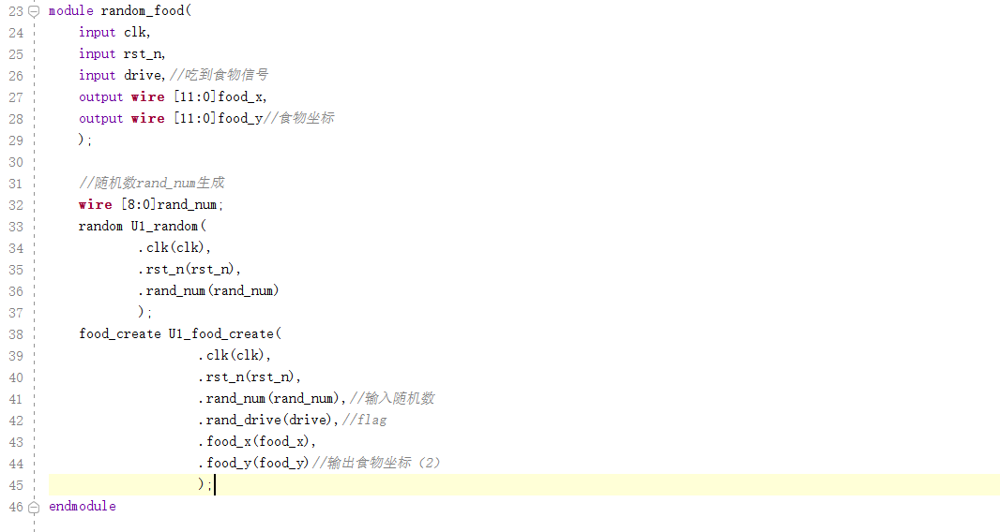 23 module random_food(
24 input clk,
25 input rst_n,
26 input drive,//吃到食物信号
27 output wire [11:0]food_x,
28 output wire [11:0]food_y//食物坐标
29 );
30
31 //随机数rand_num生成
32 wire [8:0]rand_num;
33 random U1_random(
34 .clk(clk),
35 .rst_n(rst_n),
36 .rand_num(rand_num)
37 );
38 food_create U1_food_create(
39 .clk(clk),
40 .rst_n(rst_n),
41 .rand_num(rand_num),//输入随机数
42 .rand_drive(drive),//flag
43 .food_x(food_x),
44 .food_y(food_y)//输出食物坐标（2）
45 );
46 endmodule